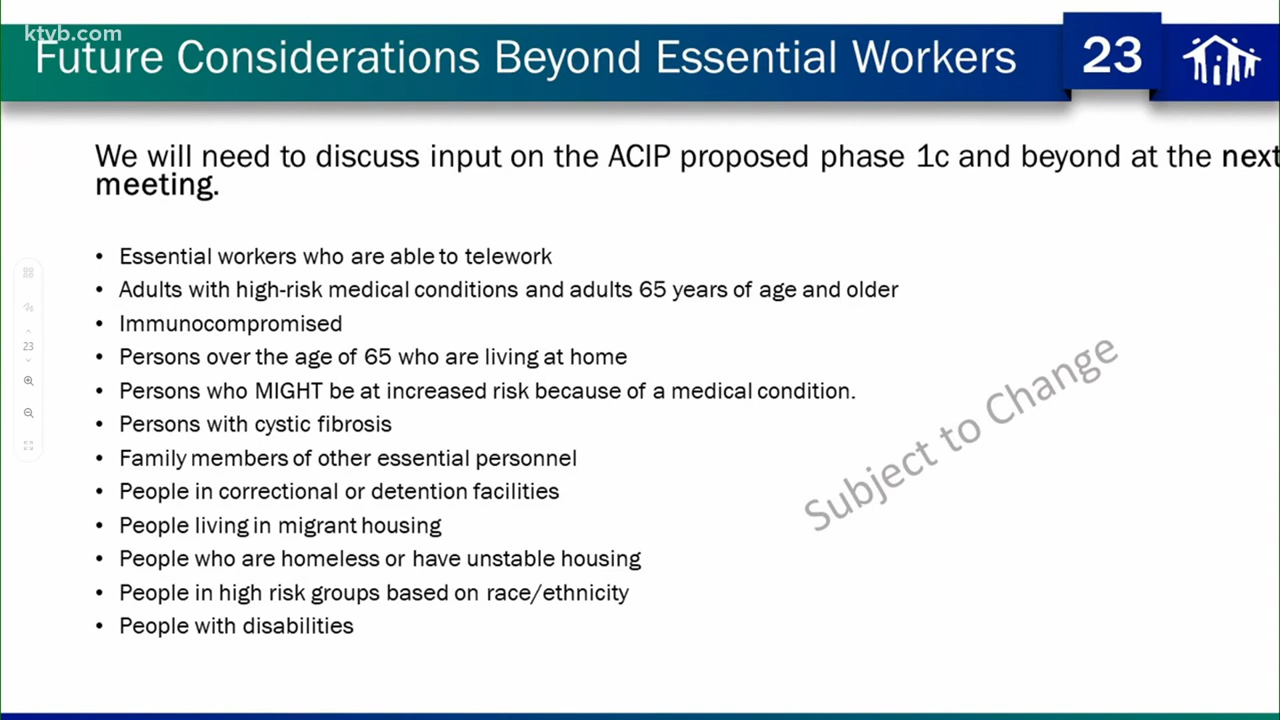 ktvb.com
Future Considerations Beyond Essential Workers
23
We will need to discuss input on the ACIP proposed phase 1c and beyond at the next
meeting.
• Essential workers who are able to telework
• Adults with high-risk medical conditions and adults 65 years of age and older
• Immunocompromised
• Persons over the age of 65 who are living at home
• Persons who MIGHT be at increased risk because of a medical condition.
• Persons with cystic fibrosis
• Family members of other essential personnel
• People in correctional or detention facilities
• People living in migrant housing
• People who are homeless or have unstable housing
• People in high risk groups based on race/ethnicity
• People with disabilities
23
Subject to Change